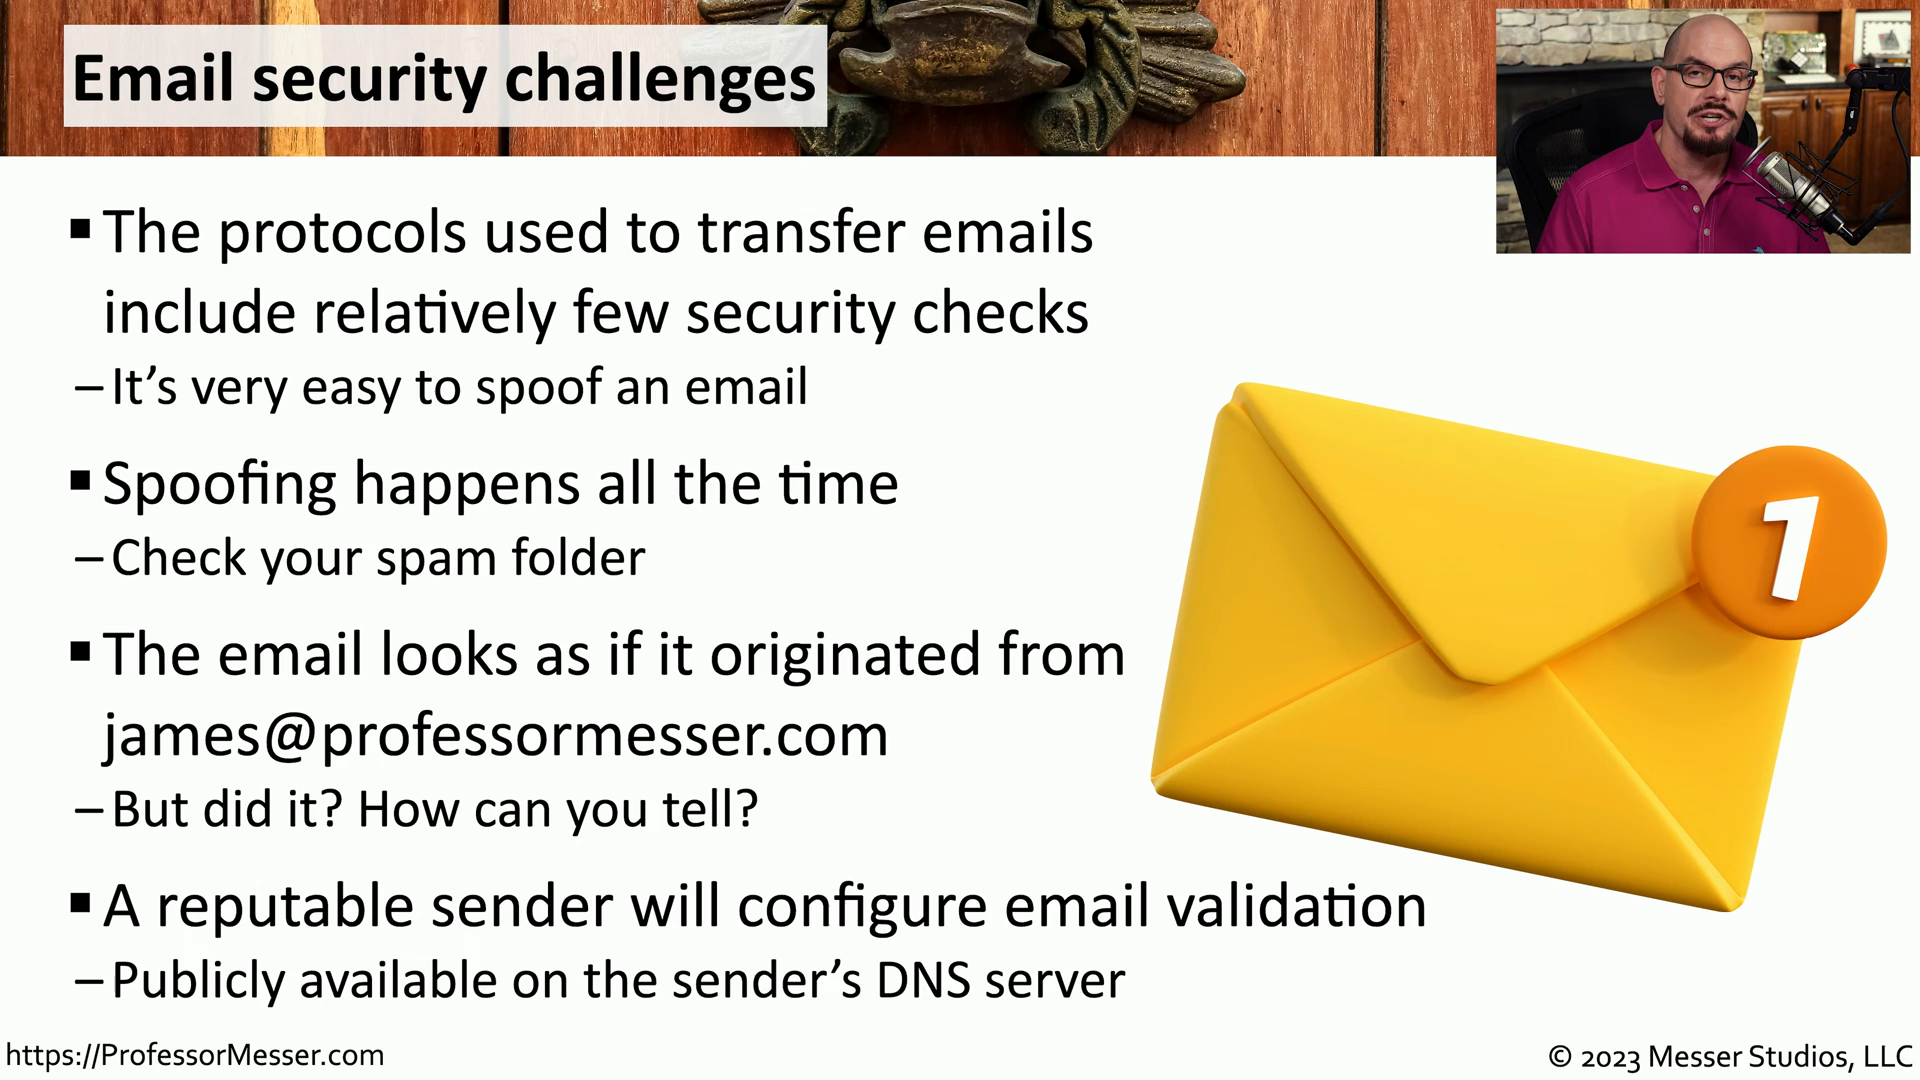 Email security challenges
▪ The protocols used to transfer emails
include relatively few security checks
– It’s very easy to spoof an email
▪ Spoofing happens all the time
– Check your spam folder
▪ The email looks as if it originated from
james@professormesser.com
– But did it? How can you tell?
▪ A reputable sender will configure email validation
– Publicly available on the sender’s DNS server
1
https://ProfessorMesser.com
© 2023 Messer Studios, LLC